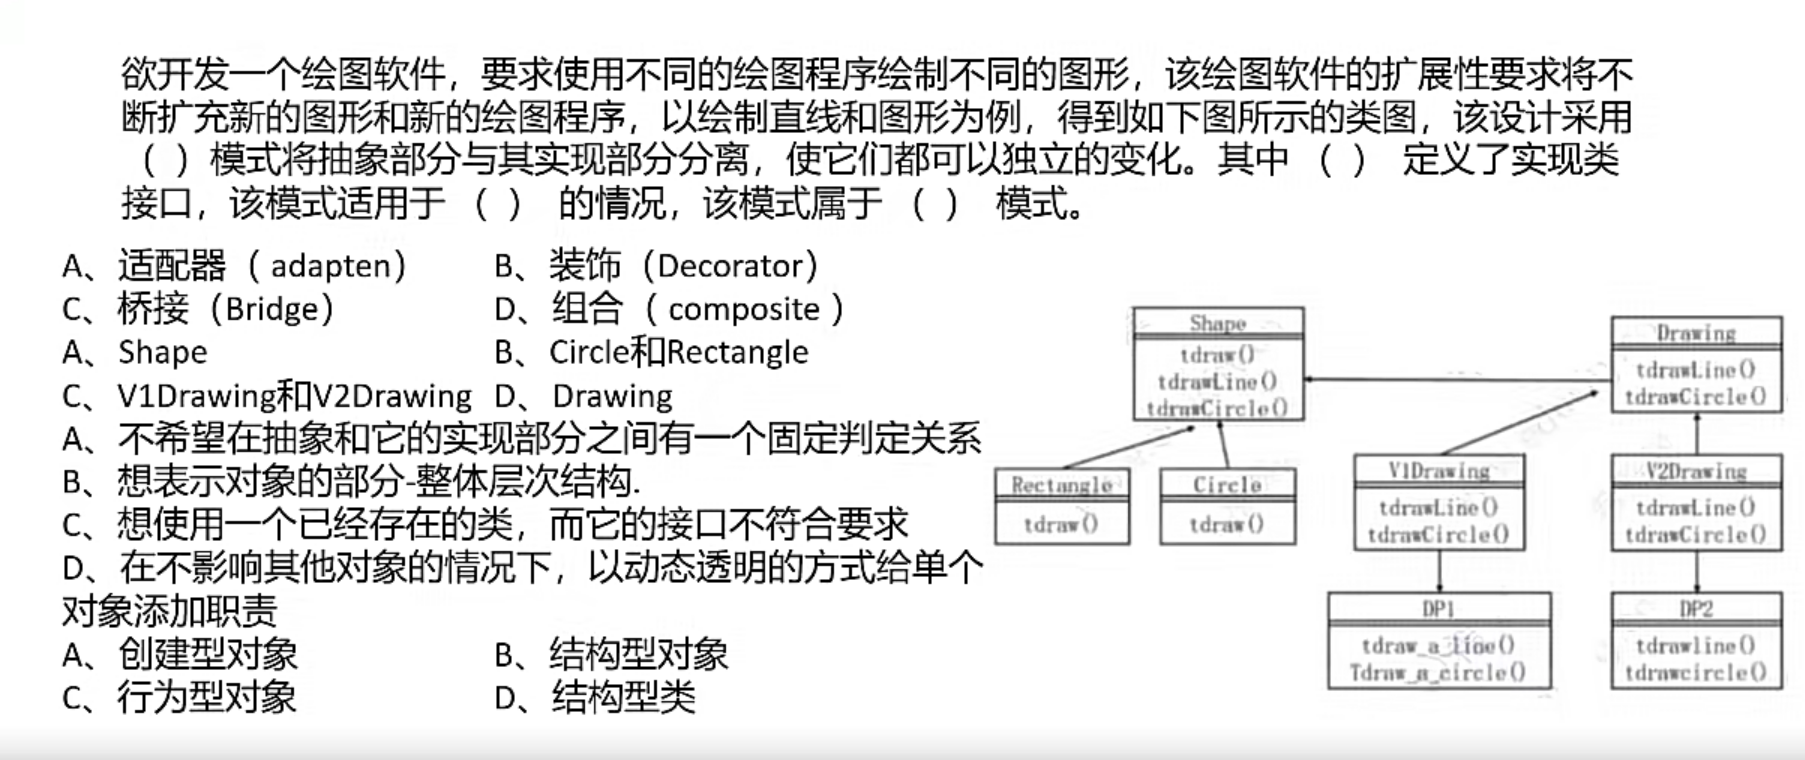 欲开发一个绘图软件，要求使用不同的绘图程序绘制不同的图形，该绘图软件的扩展性要求将不
断扩充新的图形和新的绘图程序，以绘制直线和图形为例，得到如下图所示的类图，该设计采用
（ ）模式将抽象部分与其实现部分分离，使它们都可以独立的变化。其中 （ ） 定义了实现类
接口，该模式适用于 （ ） 的情况，该模式属于 （ ） 模式。
A、适配器（ adapten） B、装饰（Decorator）
C、桥接（Bridge） D、组合（ composite ）
A、Shape B、Circle和Rectangle
C、V1Drawing和V2Drawing D、Drawing
A、不希望在抽象和它的实现部分之间有一个固定判定关系
B、想表示对象的部分-整体层次结构.
C、想使用一个已经存在的类，而它的接口不符合要求
D、在不影响其他对象的情况下，以动态透明的方式给单个
对象添加职责
A、创建型对象 B、结构型对象
C、行为型对象 D、结构型类
Shape
tdraw()
tdrawLine()
tdrawCircle()
Drawing
tdrawLine()
tdrawCircle()
Rectangle
tdraw()
Circle
tdraw()
V1Drawing
tdrawLine()
tdrawCircle()
V2Drawing
tdrawLine()
tdrawCircle()
DP1
tdraw_a_line()
Tdraw_a_circle()
DP2
tdrawline()
tdrawcircle()